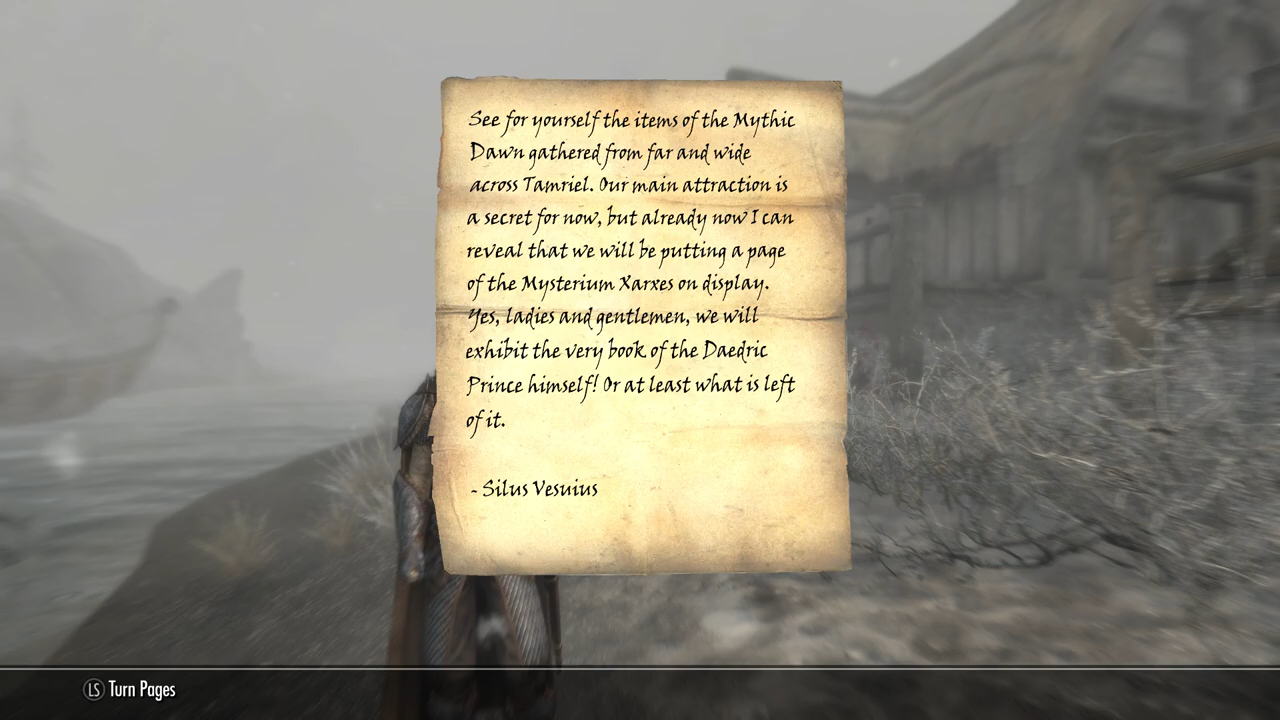 See for yourself the items of the Mythic
Dawn gathered from far and wide
across Tamriel. Our main attraction is
a secret for now, but already now I can
reveal that we will be putting a page
of the Mysterium Xarxes on display.
Yes, ladies and gentlemen, we will
exhibit the very book of the Daedric
Prince himself! Or at least what is left
of it.
- Silus Vesuius
LS Turn Pages